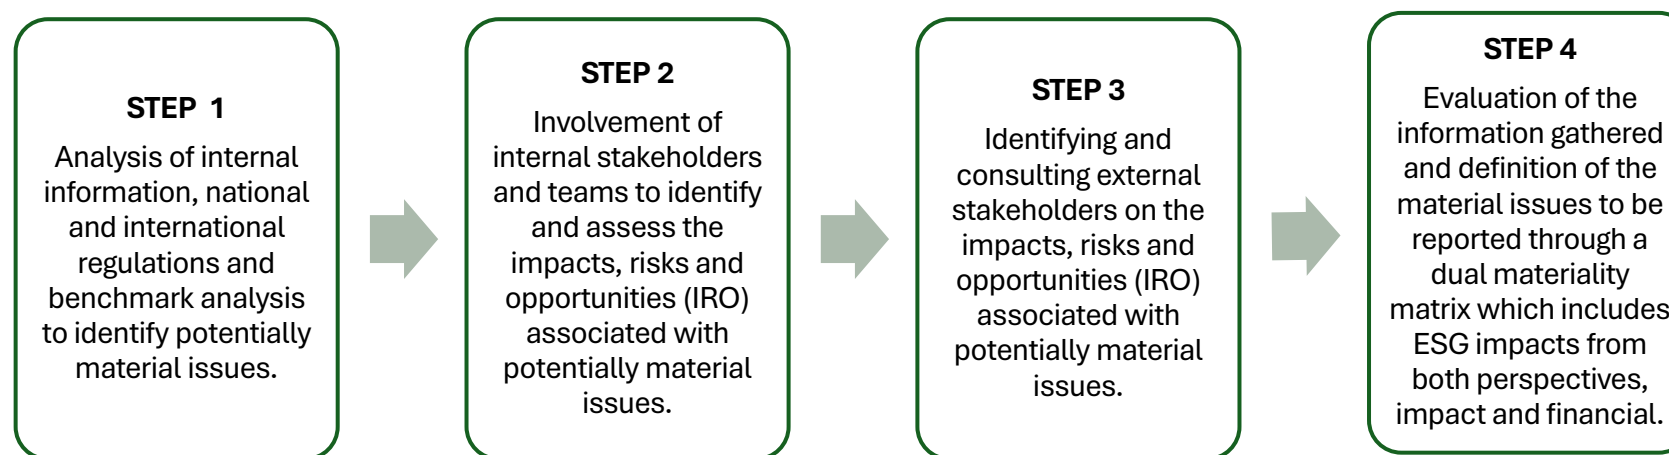 STEP 1
Analysis of internal
information, national
and international
regulations and
benchmark analysis
to identify potentially
material issues.
STEP 2
Involvement of
internal stakeholders
and teams to identify
and assess the
impacts, risks and
opportunities (IRO)
associated with
potentially material
issues.
STEP 3
Identifying and
consulting external
stakeholders on the
impacts, risks and
opportunities (IRO)
associated with
potentially material
issues.
STEP 4
Evaluation of the
information gathered
and definition of the
material issues to be
reported through a
dual materiality
matrix which includes
ESG impacts from
both perspectives,
impact and financial.